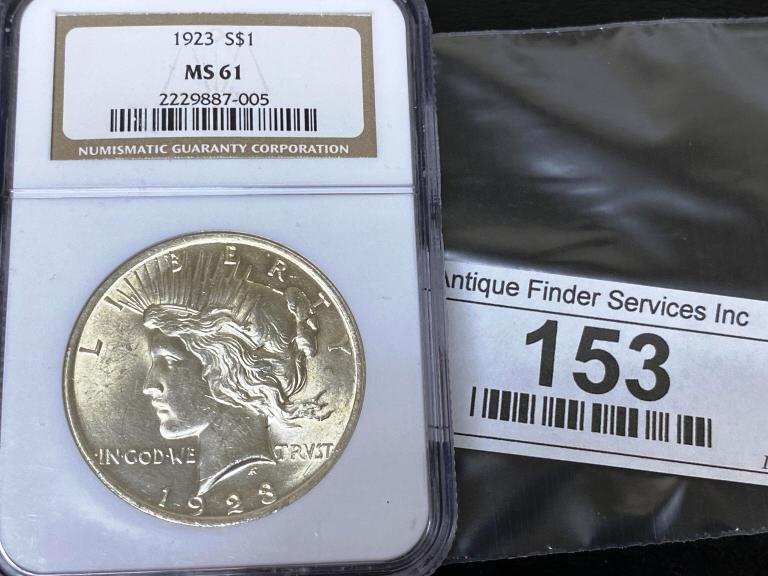 1923 S$1
MS 61
2229887-005
NUMISMATIC GUARANTY CORPORATION
LIBERTY
·IN·GOD·WE TRVST·
1923
Antique Finder Services Inc
153